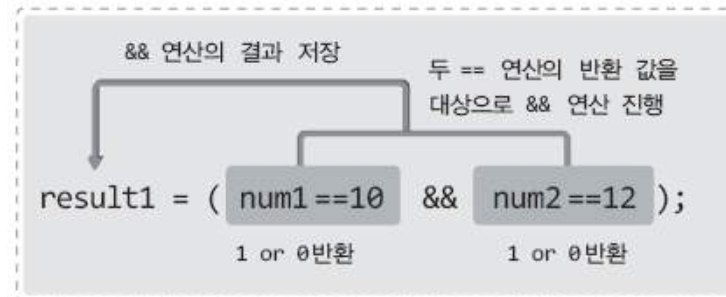 && 연산의 결과 저장
두 == 연산의 반환 값을
대상으로 && 연산 진행
result1 = ( num1==10 && num2==12 );
1 or 0반환 1 or 0반환